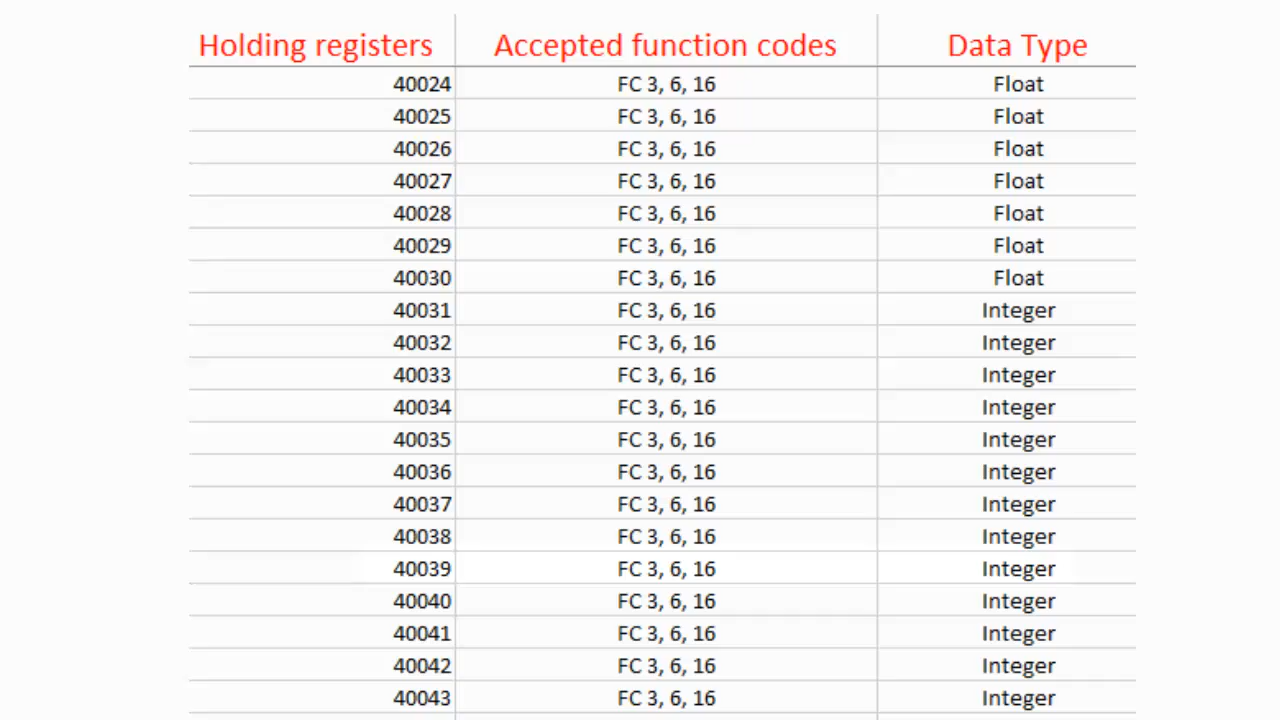 Holding registers Accepted function codes Data Type
40024 FC 3, 6, 16 Float
40025 FC 3, 6, 16 Float
40026 FC 3, 6, 16 Float
40027 FC 3, 6, 16 Float
40028 FC 3, 6, 16 Float
40029 FC 3, 6, 16 Float
40030 FC 3, 6, 16 Float
40031 FC 3, 6, 16 Integer
40032 FC 3, 6, 16 Integer
40033 FC 3, 6, 16 Integer
40034 FC 3, 6, 16 Integer
40035 FC 3, 6, 16 Integer
40036 FC 3, 6, 16 Integer
40037 FC 3, 6, 16 Integer
40038 FC 3, 6, 16 Integer
40039 FC 3, 6, 16 Integer
40040 FC 3, 6, 16 Integer
40041 FC 3, 6, 16 Integer
40042 FC 3, 6, 16 Integer
40043 FC 3, 6, 16 Integer